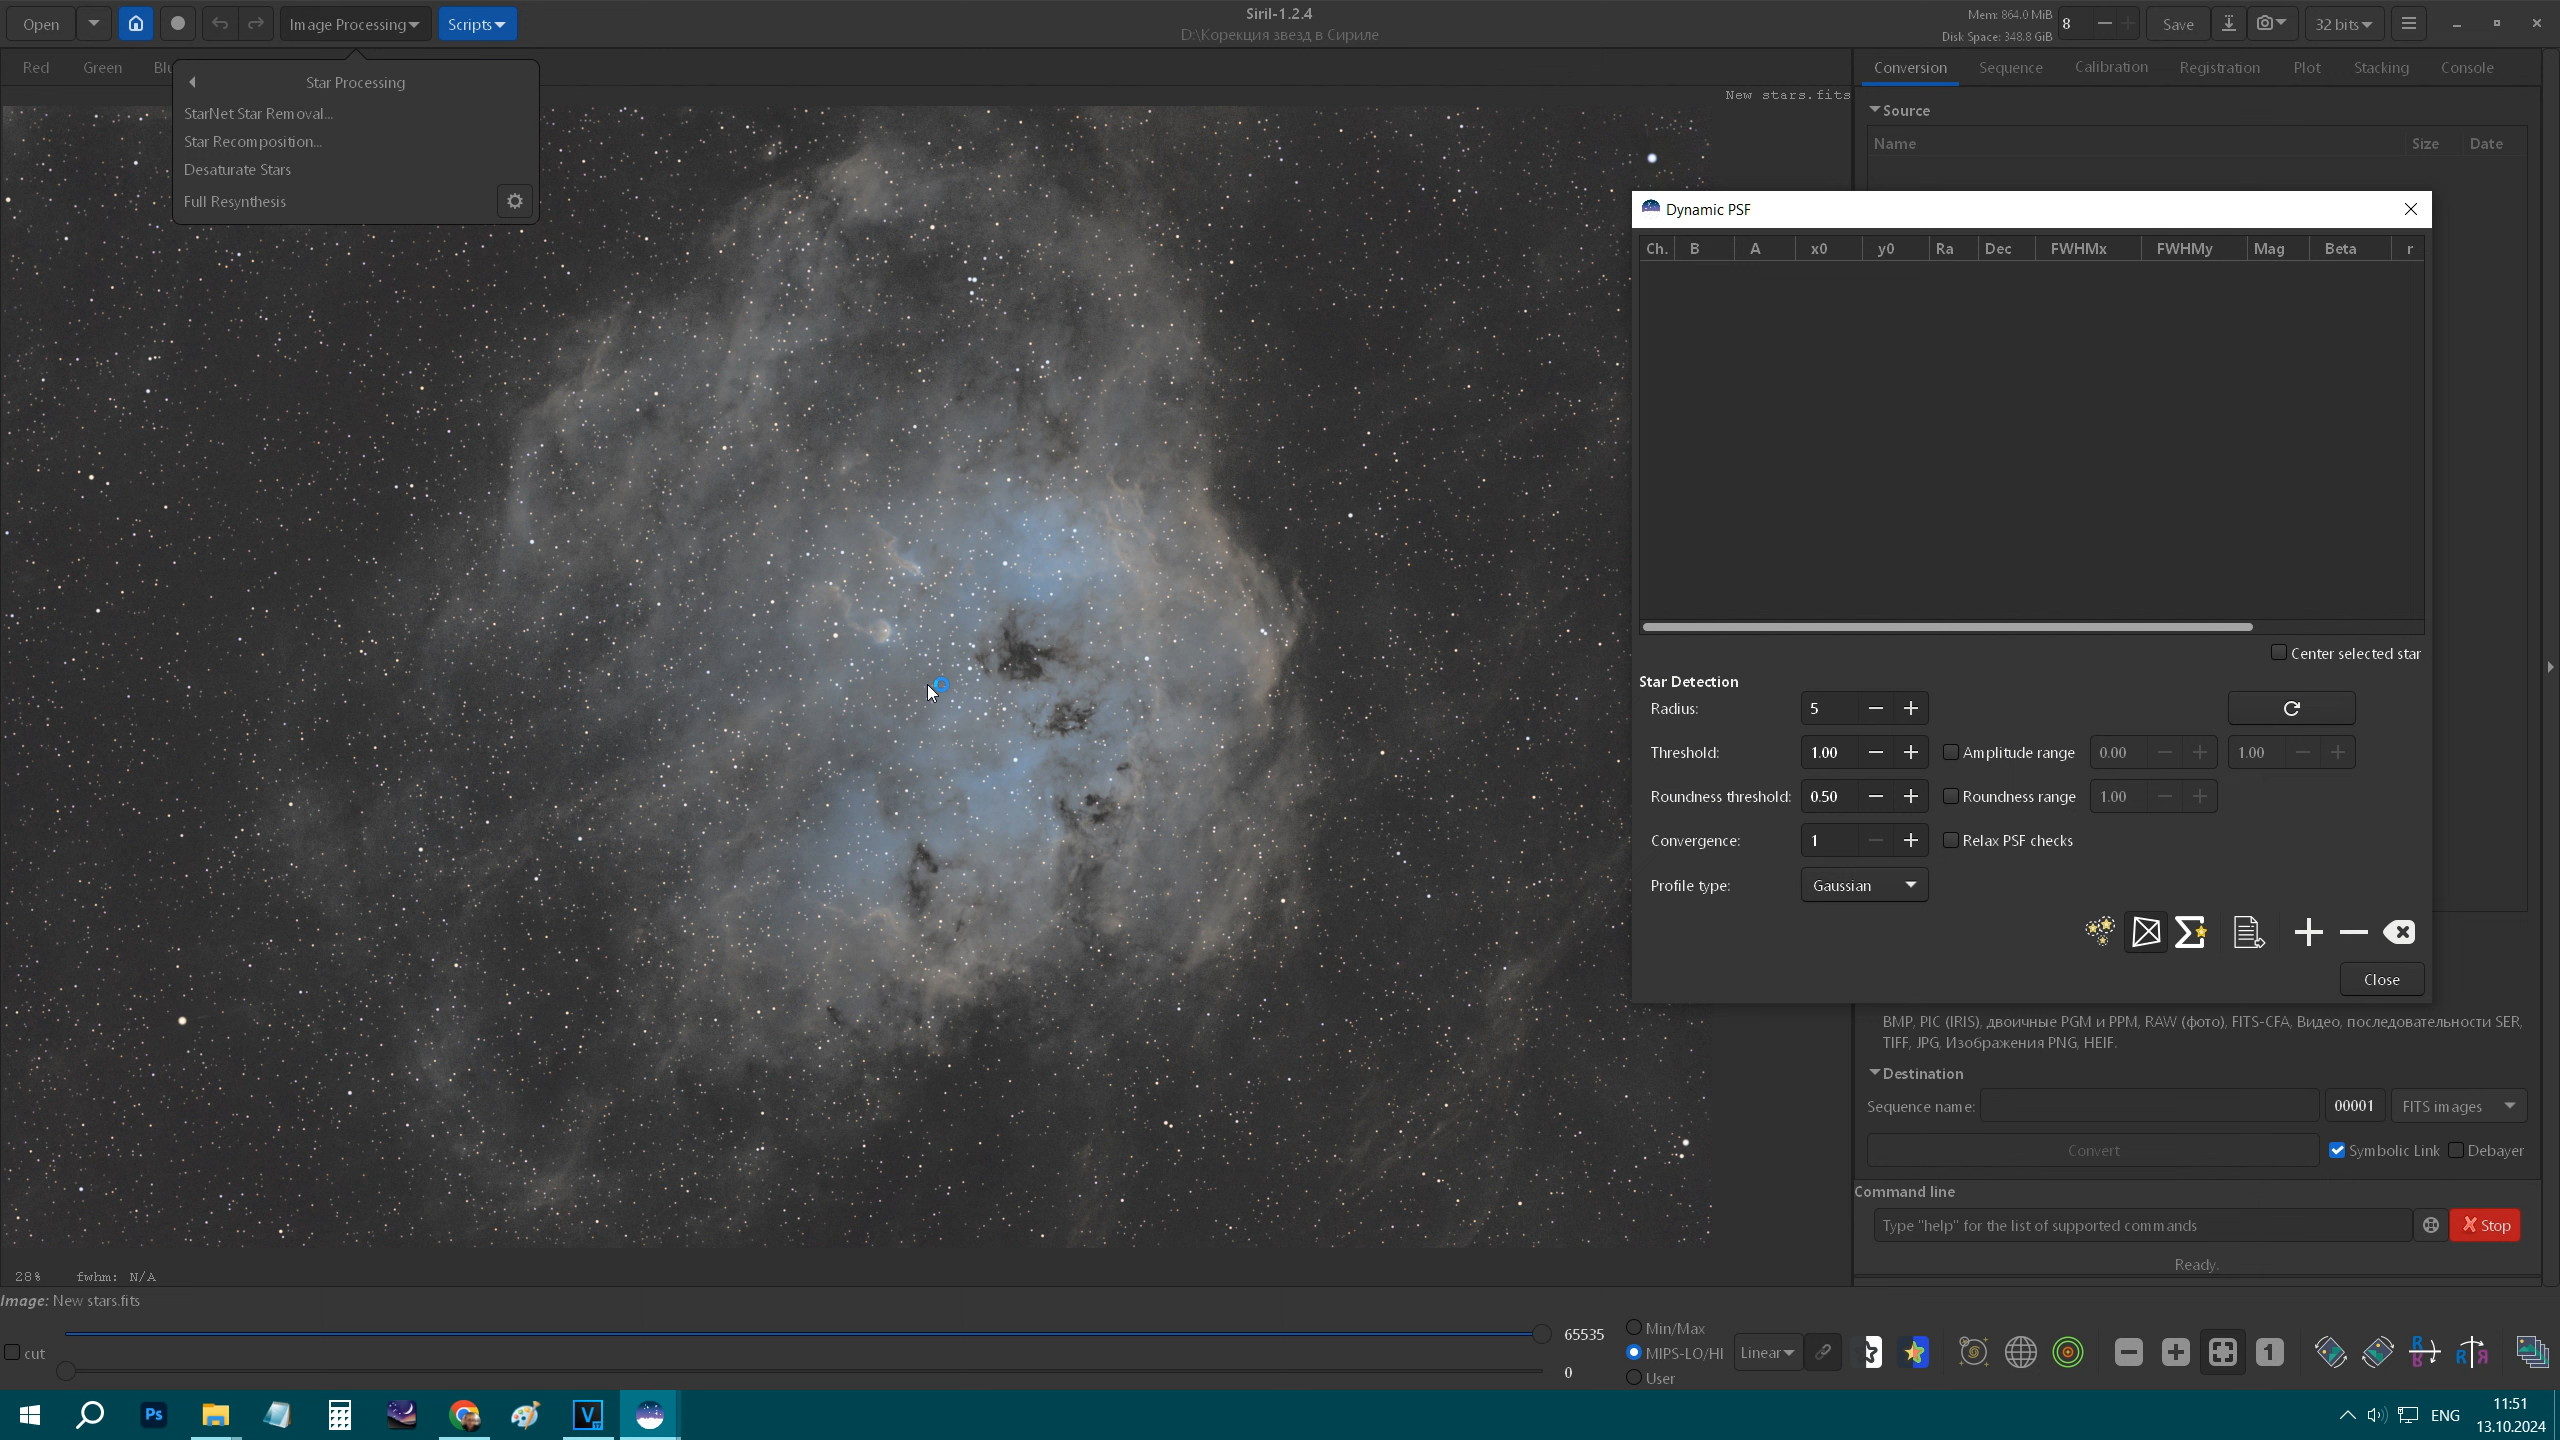 Open
Image Processing
Scripts
Siril-1.2.4
D:\Корекция звезд в Сириле
Mem: 864.0 MiB
Disk Space: 348.8 GiB
8
Save
32 bits
Red
Green
Blu
Star Processing
StarNet Star Removal...
Star Recomposition...
Desaturate Stars
Full Resynthesis
New stars.fits
Conversion
Sequence
Calibration
Registration
Plot
Stacking
Console
Source
Name
Size
Date
Dynamic PSF
Ch.
B
A
x0
y0
Ra
Dec
FWHMx
FWHMy
Mag
Beta
r
Center selected star
Star Detection
Radius:
5
Threshold:
1.00
Amplitude range
0.00
1.00
Roundness threshold:
0.50
Roundness range
1.00
Convergence:
1
Relax PSF checks
Profile type:
Gaussian
Close
BMP, PIC (IRIS), двоичные PGM и PPM, RAW (фото), FITS-CFA, Видео, последовательности SER,
TIFF, JPG, Изображения PNG, HEIF.
Destination
Sequence name:
00001
FITS images
Convert
Symbolic Link
Debayer
Command line
Type "help" for the list of supported commands
Stop
Ready.
28%
fwhm: N/A
Image: New stars.fits
65535
cut
0
Min/Max
MIPS-LO/HI
User
Linear
1
R
R
R
Ps
V
17
ENG
11:51
13.10.2024